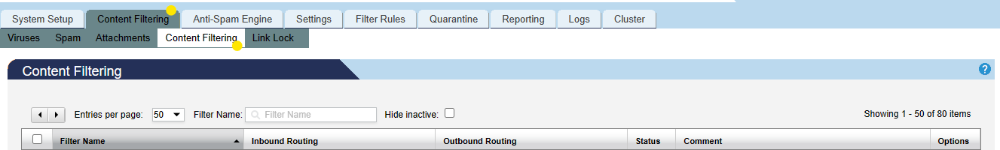 System Setup Content Filtering Anti-Spam Engine Settings Filter Rules Quarantine Reporting Logs Cluster
Viruses Spam Attachments Content Filtering Link Lock
Content Filtering ?
Entries per page: 50 Filter Name: Filter Name Hide inactive: Showing 1 - 50 of 80 items
Filter Name Inbound Routing Outbound Routing Status Comment Options